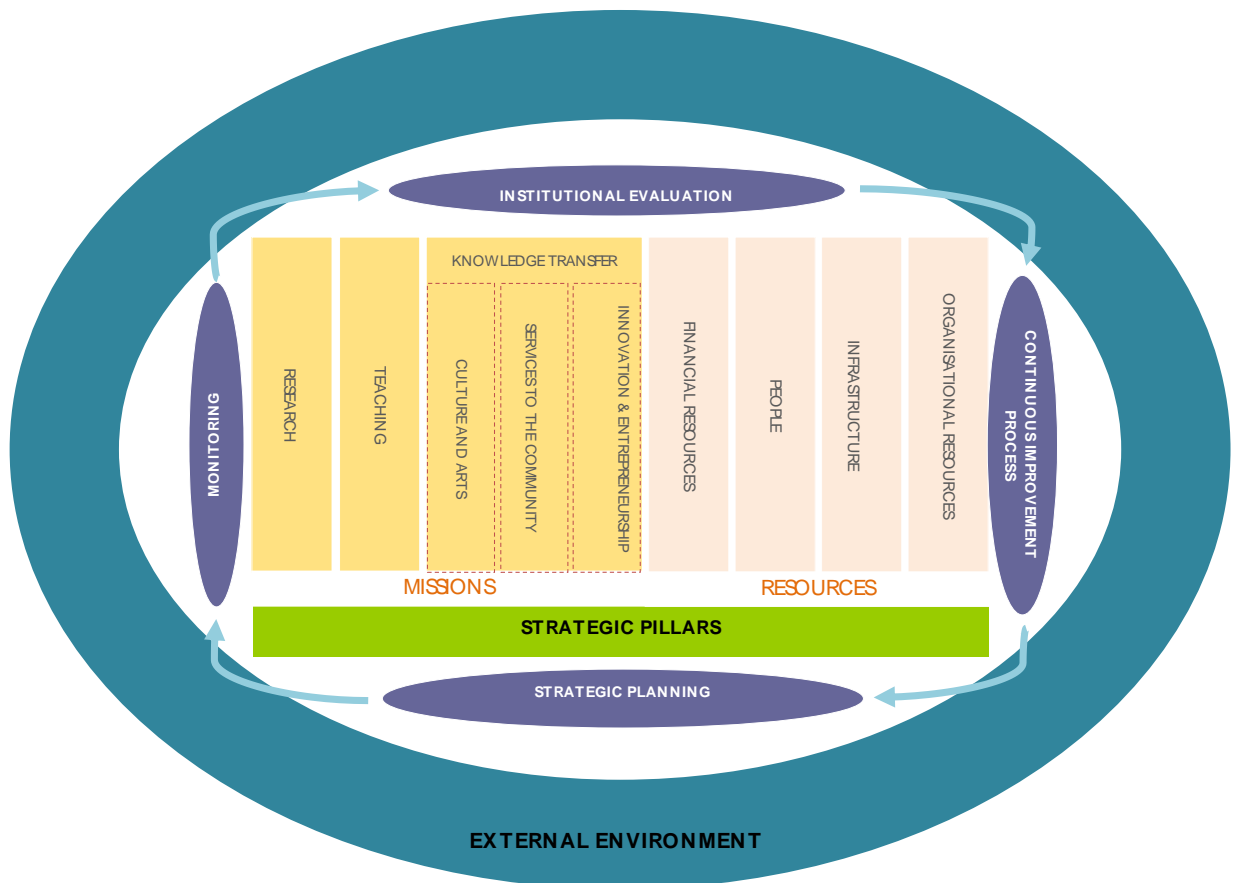 INSTITUTIONAL EVALUATION
KNOWLEDGE TRANSFER
RESEARCH
TEACHING
CULTURE AND ARTS
SERVICES TO THE COMMUNITY
INNOVATION & ENTREPRENEURSHIP
FINANCIAL RESOURCES
PEOPLE
INFRASTRUCTURE
ORGANISATIONAL RESOURCES
MONITORING
CONTINUOUS IMPROVEMENT
PROCESS
MISSIONS
RESOURCES
STRATEGIC PILLARS
STRATEGIC PLANNING
EXTERNAL ENVIRONMENT